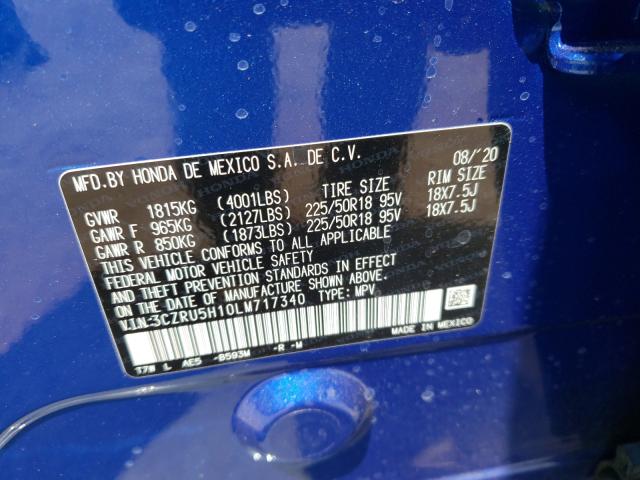 MFD.BY HONDA DE MEXICO S.A. DE C.V. 08/'20
GVWR 1815KG (4001LBS) TIRE SIZE RIM SIZE
GAWR F 965KG (2127LBS) 225/50R18 95V 18X7.5J
GAWR R 850KG (1873LBS) 225/50R18 95V 18X7.5J
THIS VEHICLE CONFORMS TO ALL APPLICABLE
FEDERAL MOTOR VEHICLE SAFETY
AND THEFT PREVENTION STANDARDS IN EFFECT
ON THE DATE OF MANUFACTURE SHOWN ABOVE.
V.I.N:3CZRU5H10LM717340 TYPE: MPV
MADE IN MEXICO
T7W L AE5 -B593M -R -M